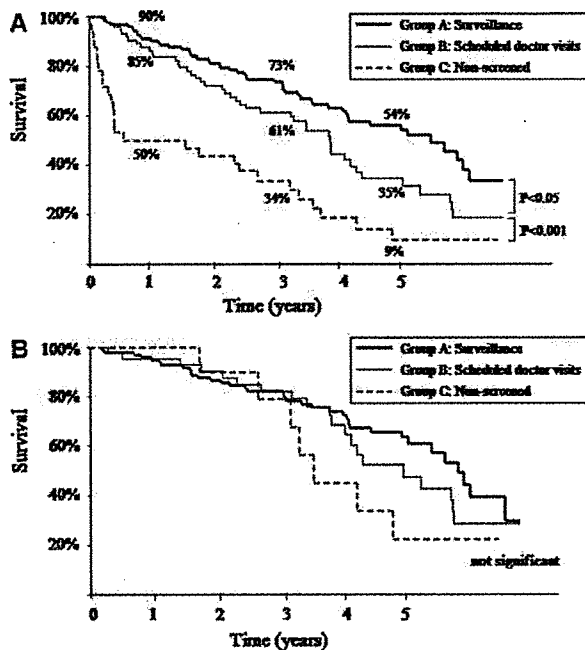 A
100%
80%
60%
40%
20%
Survival
90%
85%
50%
73%
61%
34%
54%
35%
9%
Group A: Surveillance
Group B: Scheduled doctor visits
Group C: Non-screened
P<0.05
P<0.001
0
1
2
3
4
5
Time (years)
B
100%
80%
60%
40%
20%
Survival
Group A: Surveillance
Group B: Scheduled doctor visits
Group C: Non-screened
not significant
0
1
2
3
4
5
Time (years)